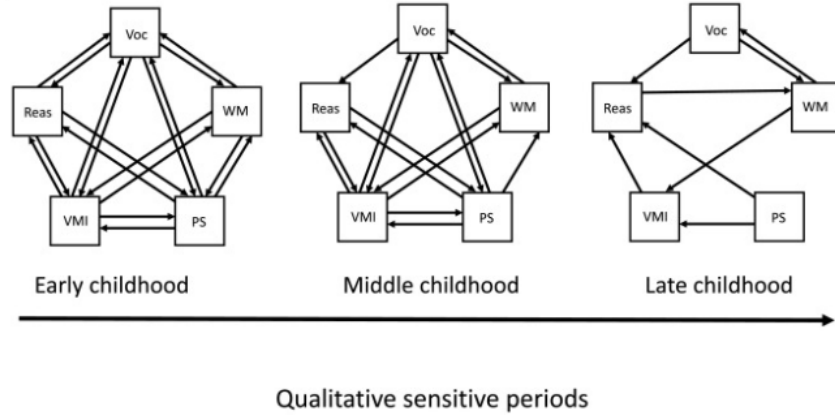 Voc
Reas
WM
VMI
PS
Voc
Reas
WM
VMI
PS
Voc
Reas
WM
VMI
PS
Early childhood
Middle childhood
Late childhood
Qualitative sensitive periods